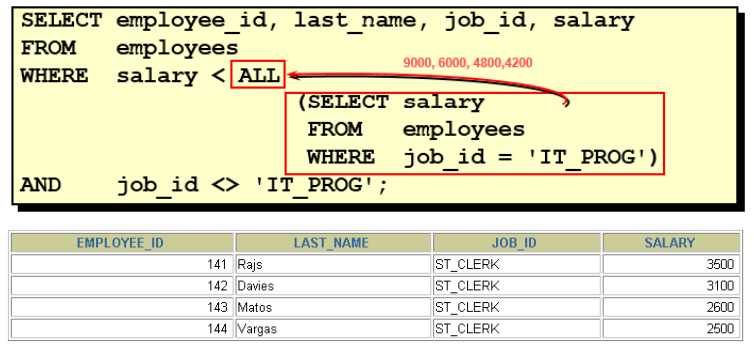 SELECT employee_id, last_name, job_id, salary
FROM employees
WHERE salary < ALL
9000, 6000, 4800,4200
(SELECT salary
FROM employees
WHERE job_id = 'IT_PROG')
AND job_id <> 'IT_PROG';
EMPLOYEE_ID LAST_NAME JOB_ID SALARY
141 Rajs ST_CLERK 3500
142 Davies ST_CLERK 3100
143 Matos ST_CLERK 2600
144 Vargas ST_CLERK 2500